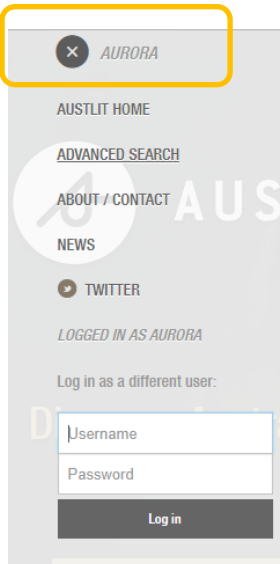 AURORA
AUSTLIT HOME
ADVANCED SEARCH
ABOUT / CONTACT
AUS
NEWS
TWITTER
LOGGED IN AS AURORA
Log in as a different user:
Username
Password
Log in